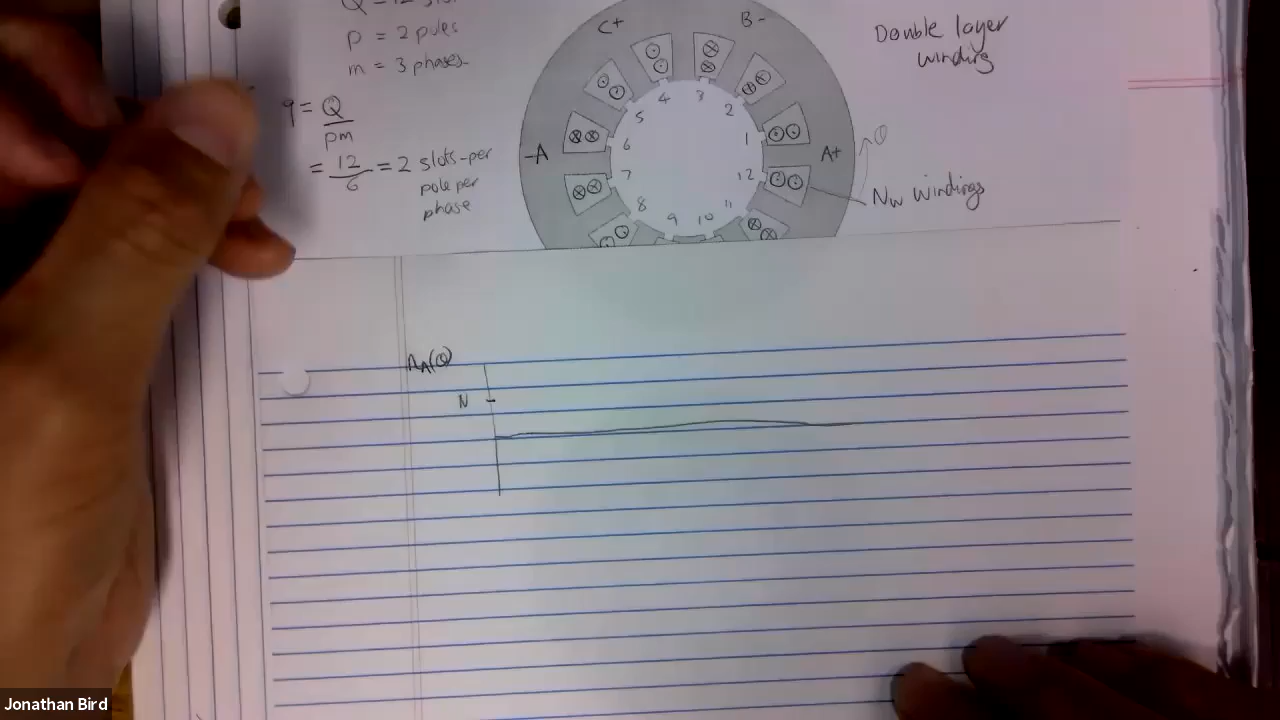 p = 2 poles
m = 3 phases
q = Q
pm
= 12 = 2 slots-per
6
pole per
phase
C+
B-
Double layer
winding
4
3
5
2
6
1
-A
A+
θ
7
12
8
11
9
10
Nw windings
N
Jonathan Bird